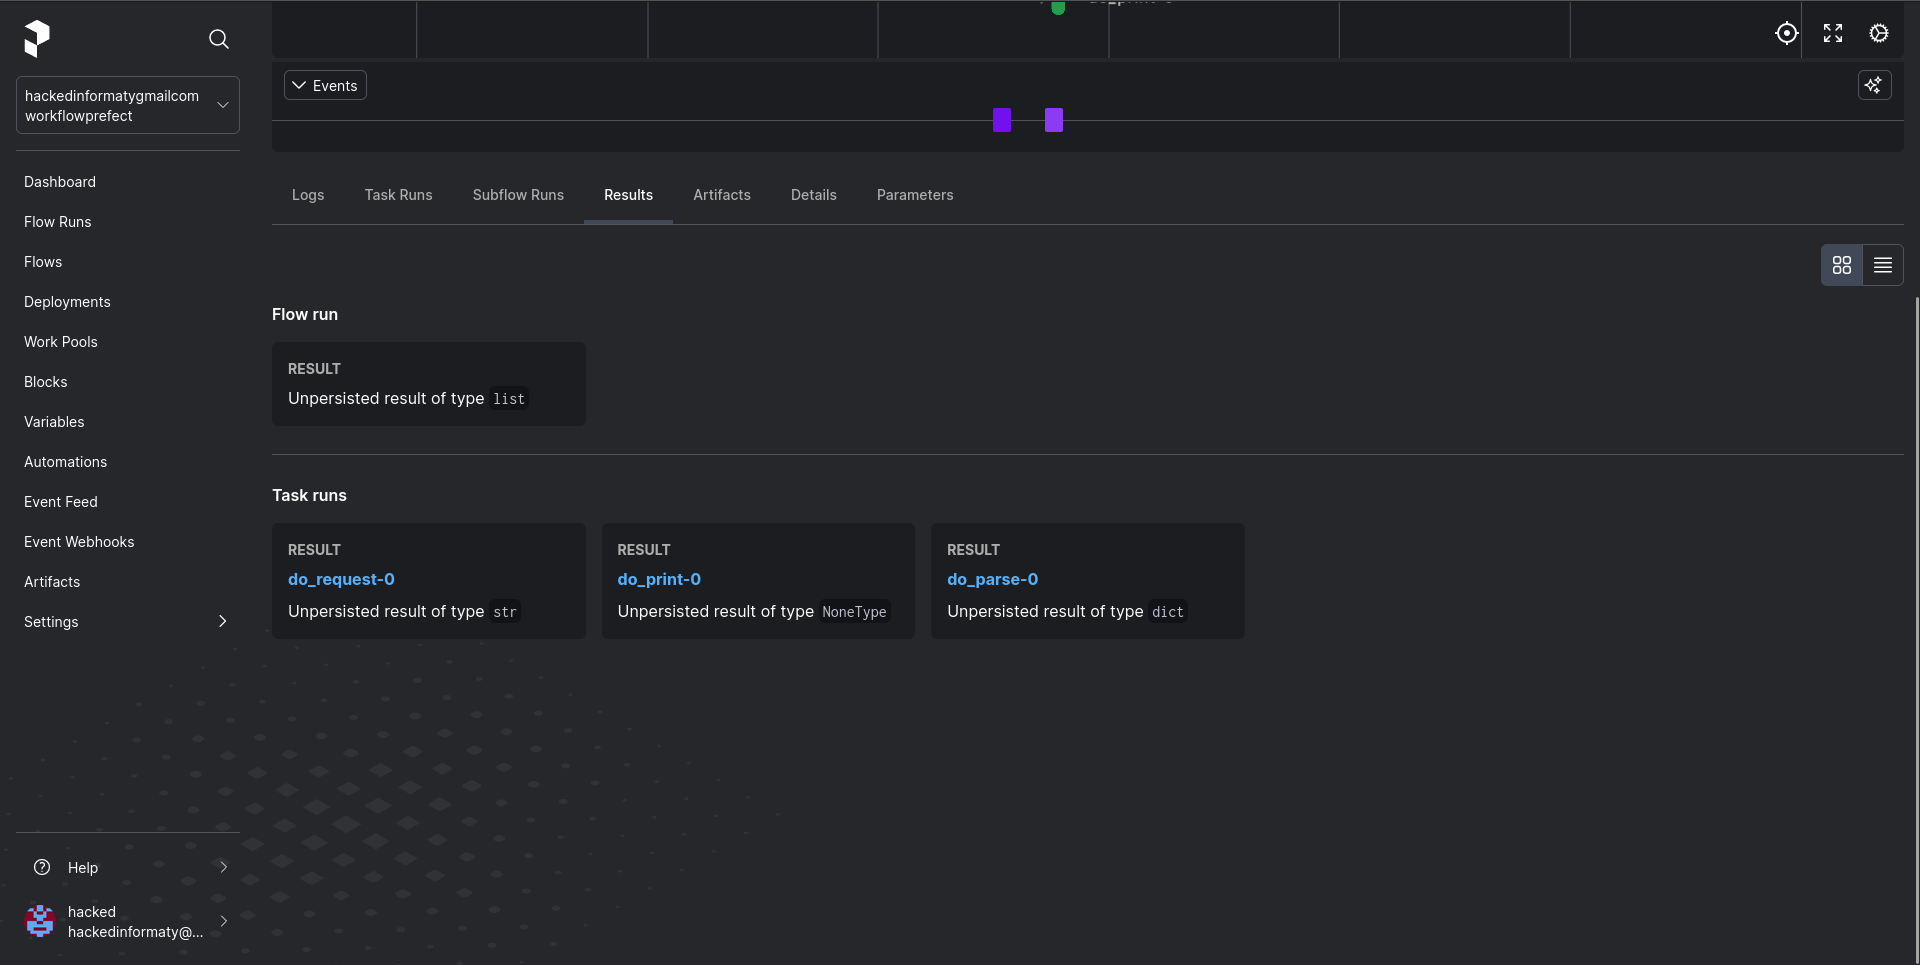 hackedinformatygmailcom
workflowprefect
Dashboard
Flow Runs
Flows
Deployments
Work Pools
Blocks
Variables
Automations
Event Feed
Event Webhooks
Artifacts
Settings
Help
hacked
hackedinformaty@...
Events
Logs Task Runs Subflow Runs Results Artifacts Details Parameters
Flow run
RESULT
Unpersisted result of type list
Task runs
RESULT
do_request-0
Unpersisted result of type str
RESULT
do_print-0
Unpersisted result of type NoneType
RESULT
do_parse-0
Unpersisted result of type dict